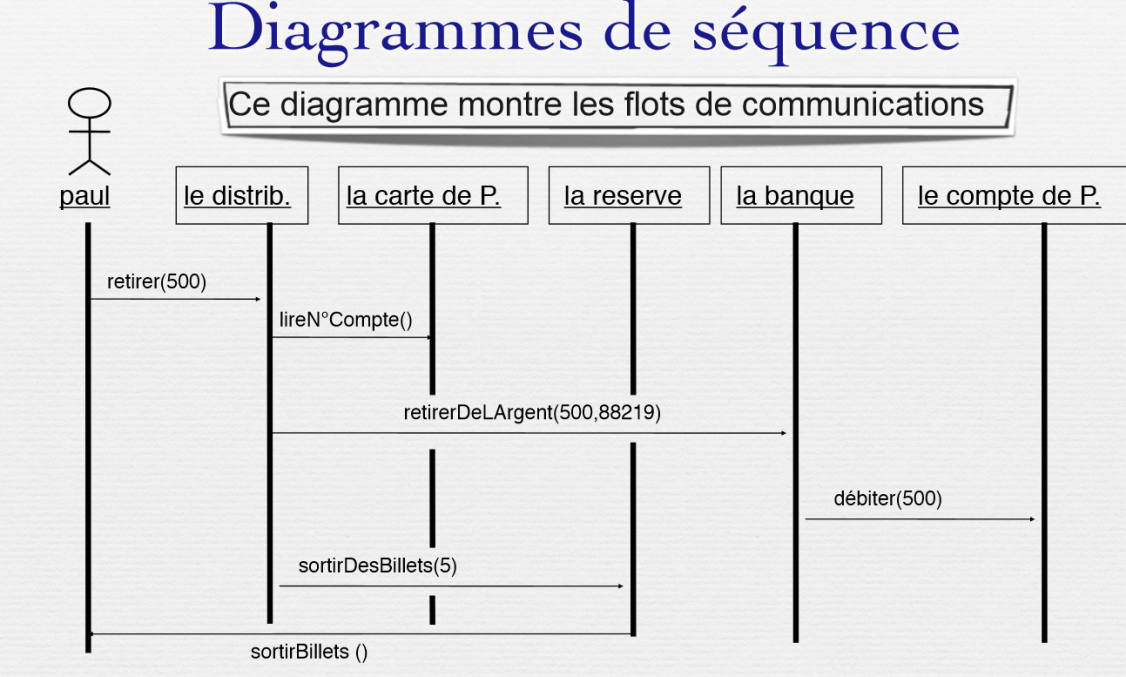 Diagrammes de séquence
Ce diagramme montre les flots de communications
paul
le distrib.
la carte de P.
la reserve
la banque
le compte de P.
retirer(500)
lireN°Compte()
retirerDeLArgent(500,88219)
débiter(500)
sortirDesBillets(5)
sortirBillets ()